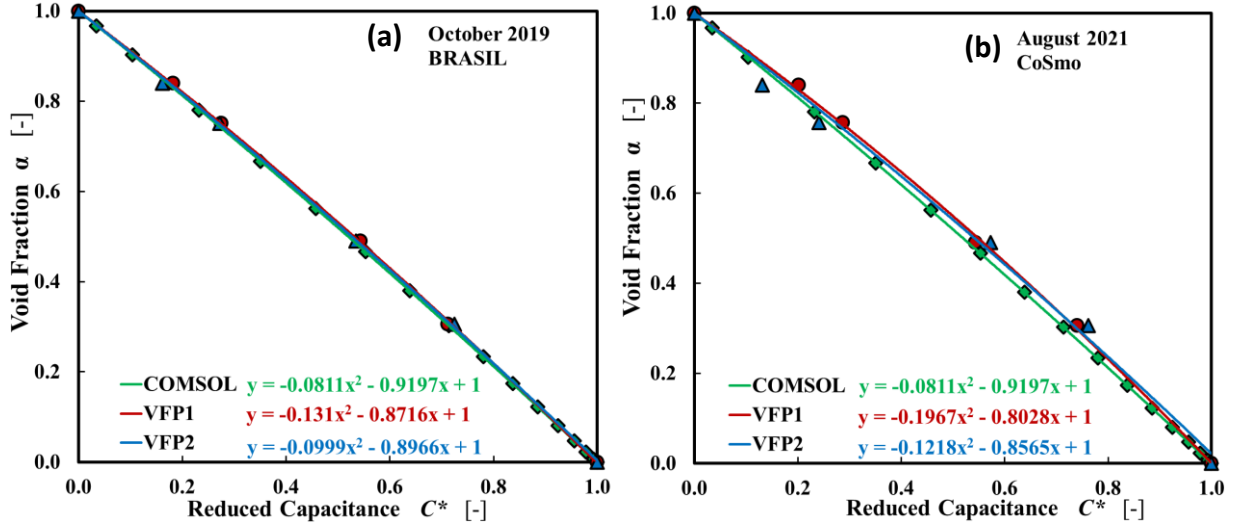 (a)
October 2019
BRASIL
Void Fraction α [-]
1.0
0.8
0.6
0.4
0.2
0.0
COMSOL y = -0.0811x² - 0.9197x + 1
VFP1 y = -0.131x² - 0.8716x + 1
VFP2 y = -0.0999x² - 0.8966x + 1
0.0 0.2 0.4 0.6 0.8 1.0
Reduced Capacitance C* [-]
(b)
August 2021
CoSmo
Void Fraction α [-]
1.0
0.8
0.6
0.4
0.2
0.0
COMSOL y = -0.0811x² - 0.9197x + 1
VFP1 y = -0.1967x² - 0.8028x + 1
VFP2 y = -0.1218x² - 0.8565x + 1
0.0 0.2 0.4 0.6 0.8 1.0
Reduced Capacitance C* [-]